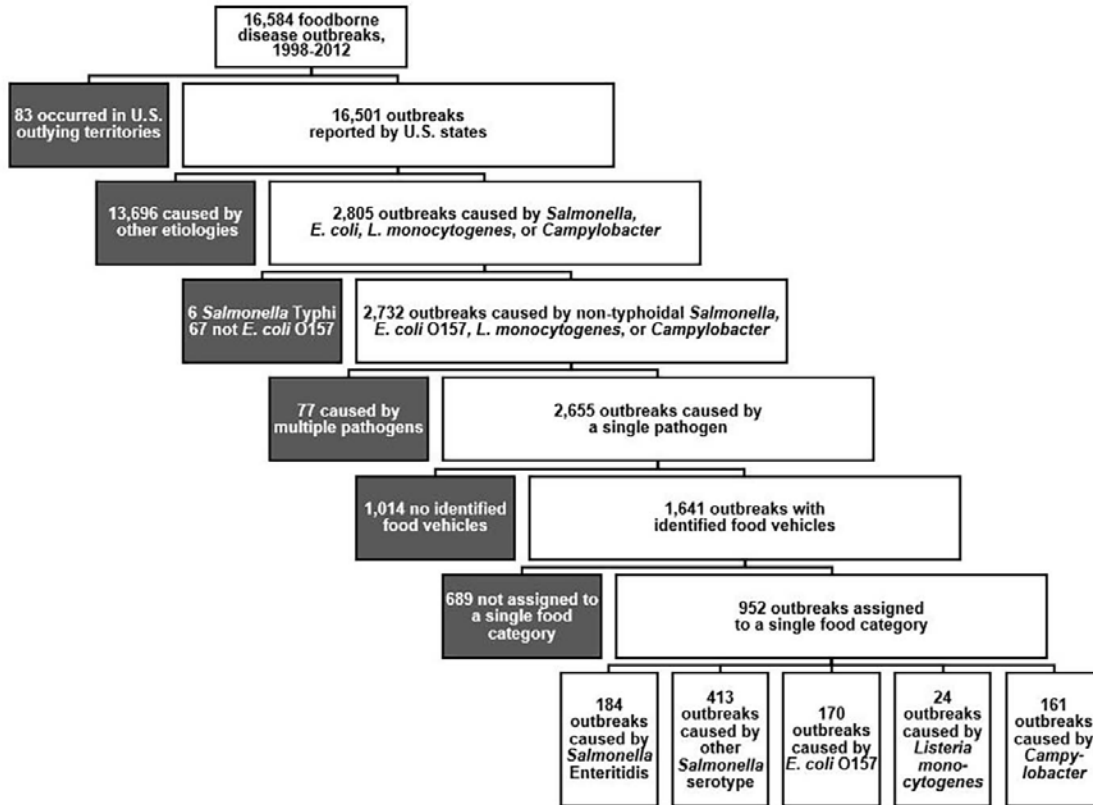 16,584 foodborne
disease outbreaks,
1998-2012
83 occurred in U.S.
outlying territories
16,501 outbreaks
reported by U.S. states
13,696 caused by
other etiologies
2,805 outbreaks caused by Salmonella,
E. coli, L. monocytogenes, or Campylobacter
6 Salmonella Typhi
67 not E. coli O157
2,732 outbreaks caused by non-typhoidal Salmonella,
E. coli O157, L. monocytogenes, or Campylobacter
77 caused by
multiple pathogens
2,655 outbreaks caused by
a single pathogen
1,014 no identified
food vehicles
1,641 outbreaks with
identified food vehicles
689 not assigned to
a single food
category
952 outbreaks assigned
to a single food category
184
outbreaks
caused by
Salmonella
Enteritidis
413
outbreaks
caused by
other
Salmonella
serotype
170
outbreaks
caused by
E. coli O157
24
outbreaks
caused by
Listeria
mono-
cytogenes
161
outbreaks
caused by
Campy-
lobacter